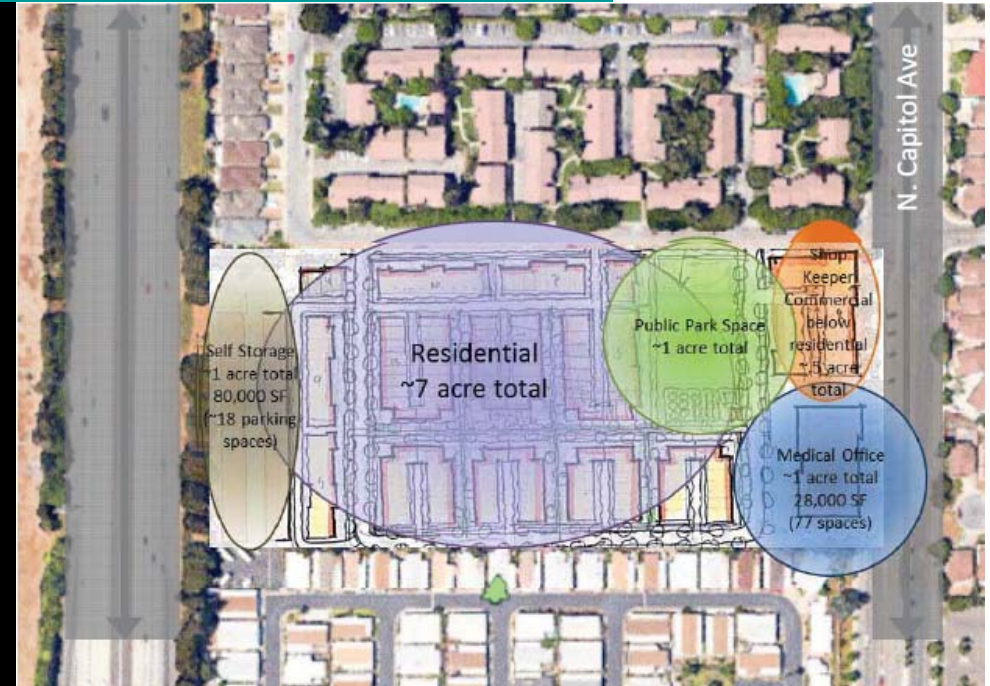 N. Capitol Ave
Self Storage
~1 acre total
80,000 SF
(~18 parking
spaces)
Residential
~7 acre total
Public Park Space
~1 acre total
Shop
Keeper
Commercial
below
residential
~.5 acre
total
Medical Office
~1 acre total
28,000 SF
(77 spaces)